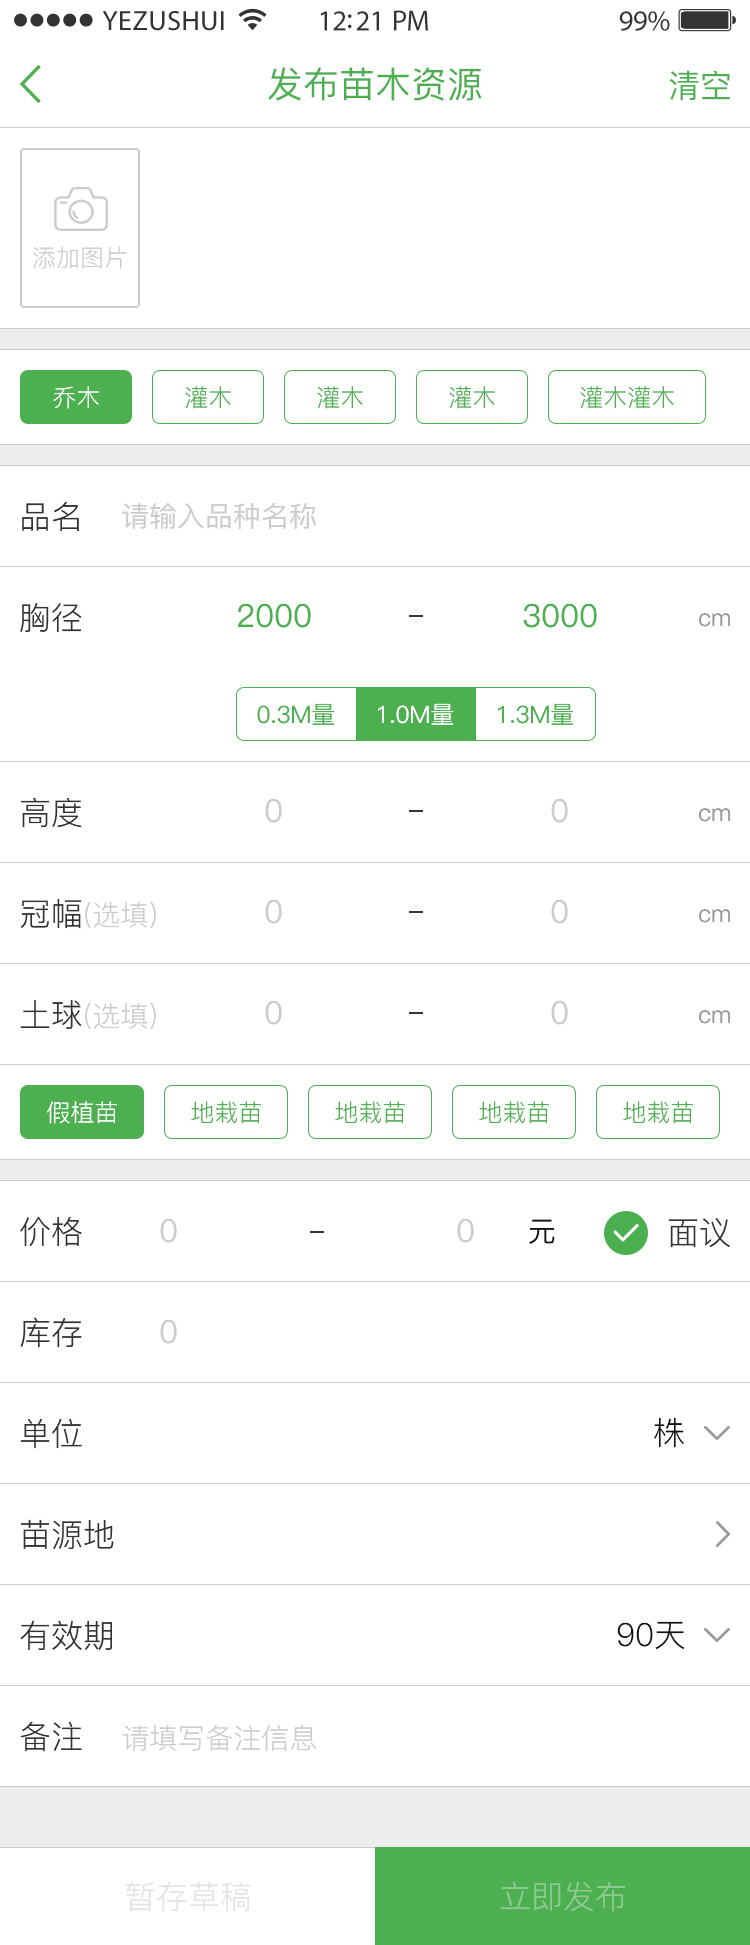 YEZUSHUI 12:21 PM 99%
发布苗木资源 清空
添加图片
乔木 灌木 灌木 灌木 灌木灌木
品名 请输入品种名称
胸径 2000 - 3000 cm
0.3M量 1.0M量 1.3M量
高度 0 - 0 cm
冠幅(选填) 0 - 0 cm
土球(选填) 0 - 0 cm
假植苗 地栽苗 地栽苗 地栽苗 地栽苗
价格 0 - 0 元 面议
库存 0
单位 株
苗源地
有效期 90天
备注 请填写备注信息
暂存草稿 立即发布